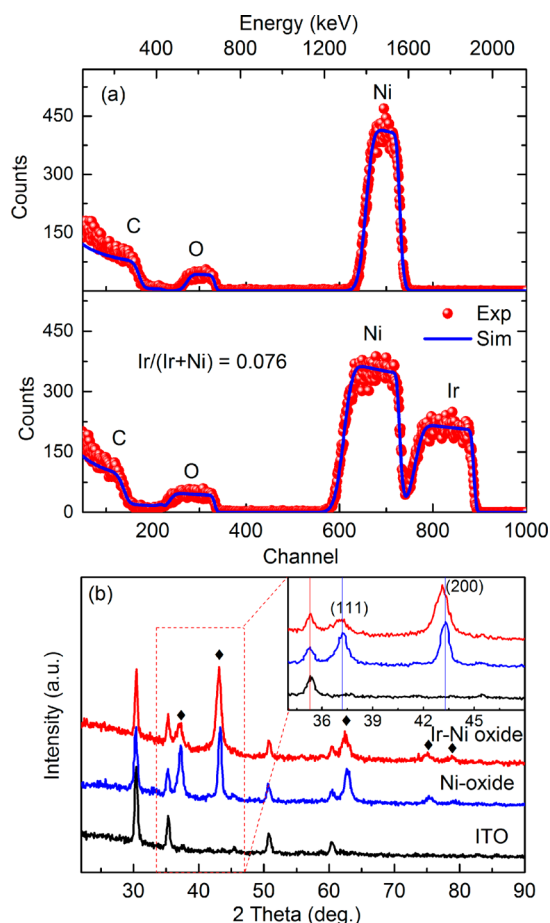 Energy (keV)
400 800 1200 1600 2000
(a)
Ni
450
300
150
Counts
C
O
Exp
Sim
Ni
Ir/(Ir+Ni) = 0.076
Ir
450
300
150
0
Counts
C
O
200 400 600 800 1000
Channel
(b)
(200)
(111)
36 39 42 45
Ir-Ni oxide
Ni-oxide
ITO
Intensity (a.u.)
30 40 50 60 70 80 90
2 Theta (deg.)